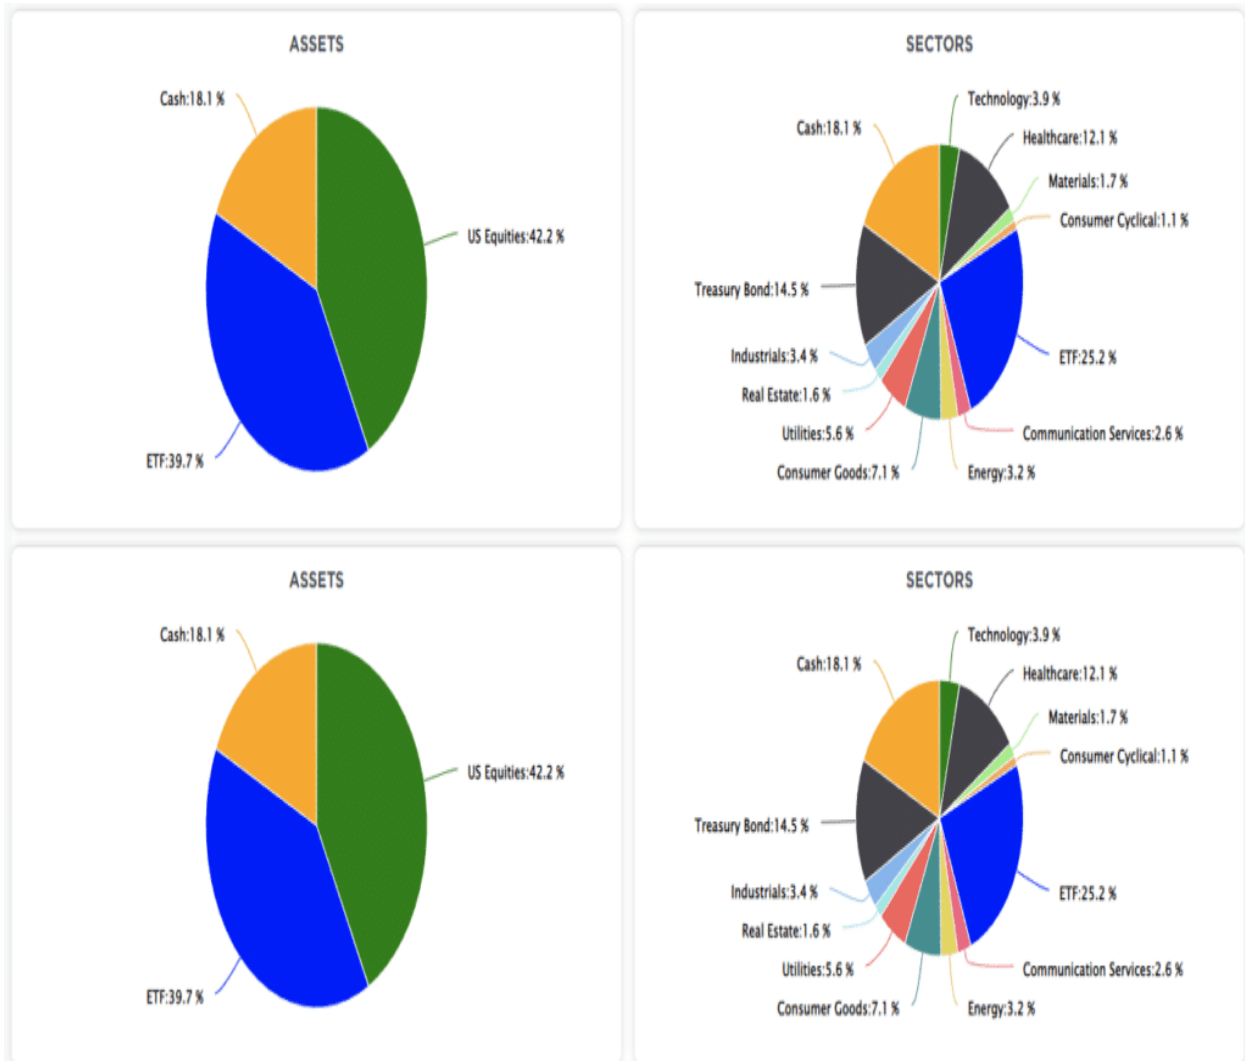 ASSETS
Cash:18.1 %
US Equities:42.2 %
ETF:39.7 %
SECTORS
Technology:3.9 %
Cash:18.1 %
Healthcare:12.1 %
Materials:1.7 %
Consumer Cyclical:1.1 %
Treasury Bond:14.5 %
Industrials:3.4 %
ETF:25.2 %
Real Estate:1.6 %
Utilities:5.6 %
Communication Services:2.6 %
Consumer Goods:7.1 %
Energy:3.2 %
ASSETS
Cash:18.1 %
US Equities:42.2 %
ETF:39.7 %
SECTORS
Technology:3.9 %
Cash:18.1 %
Healthcare:12.1 %
Materials:1.7 %
Consumer Cyclical:1.1 %
Treasury Bond:14.5 %
Industrials:3.4 %
ETF:25.2 %
Real Estate:1.6 %
Utilities:5.6 %
Communication Services:2.6 %
Consumer Goods:7.1 %
Energy:3.2 %